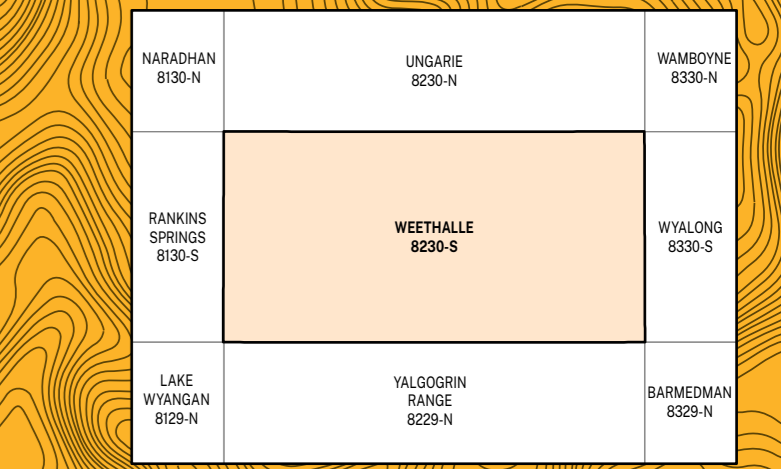 NARADHAN
8130-N
UNGARIE
8230-N
WAMBOYNE
8330-N
RANKINS
SPRINGS
8130-S
WEETHALLE
8230-S
WYALONG
8330-S
LAKE
WYANGAN
8129-N
YALGOGRIN
RANGE
8229-N
BARMEDMAN
8329-N